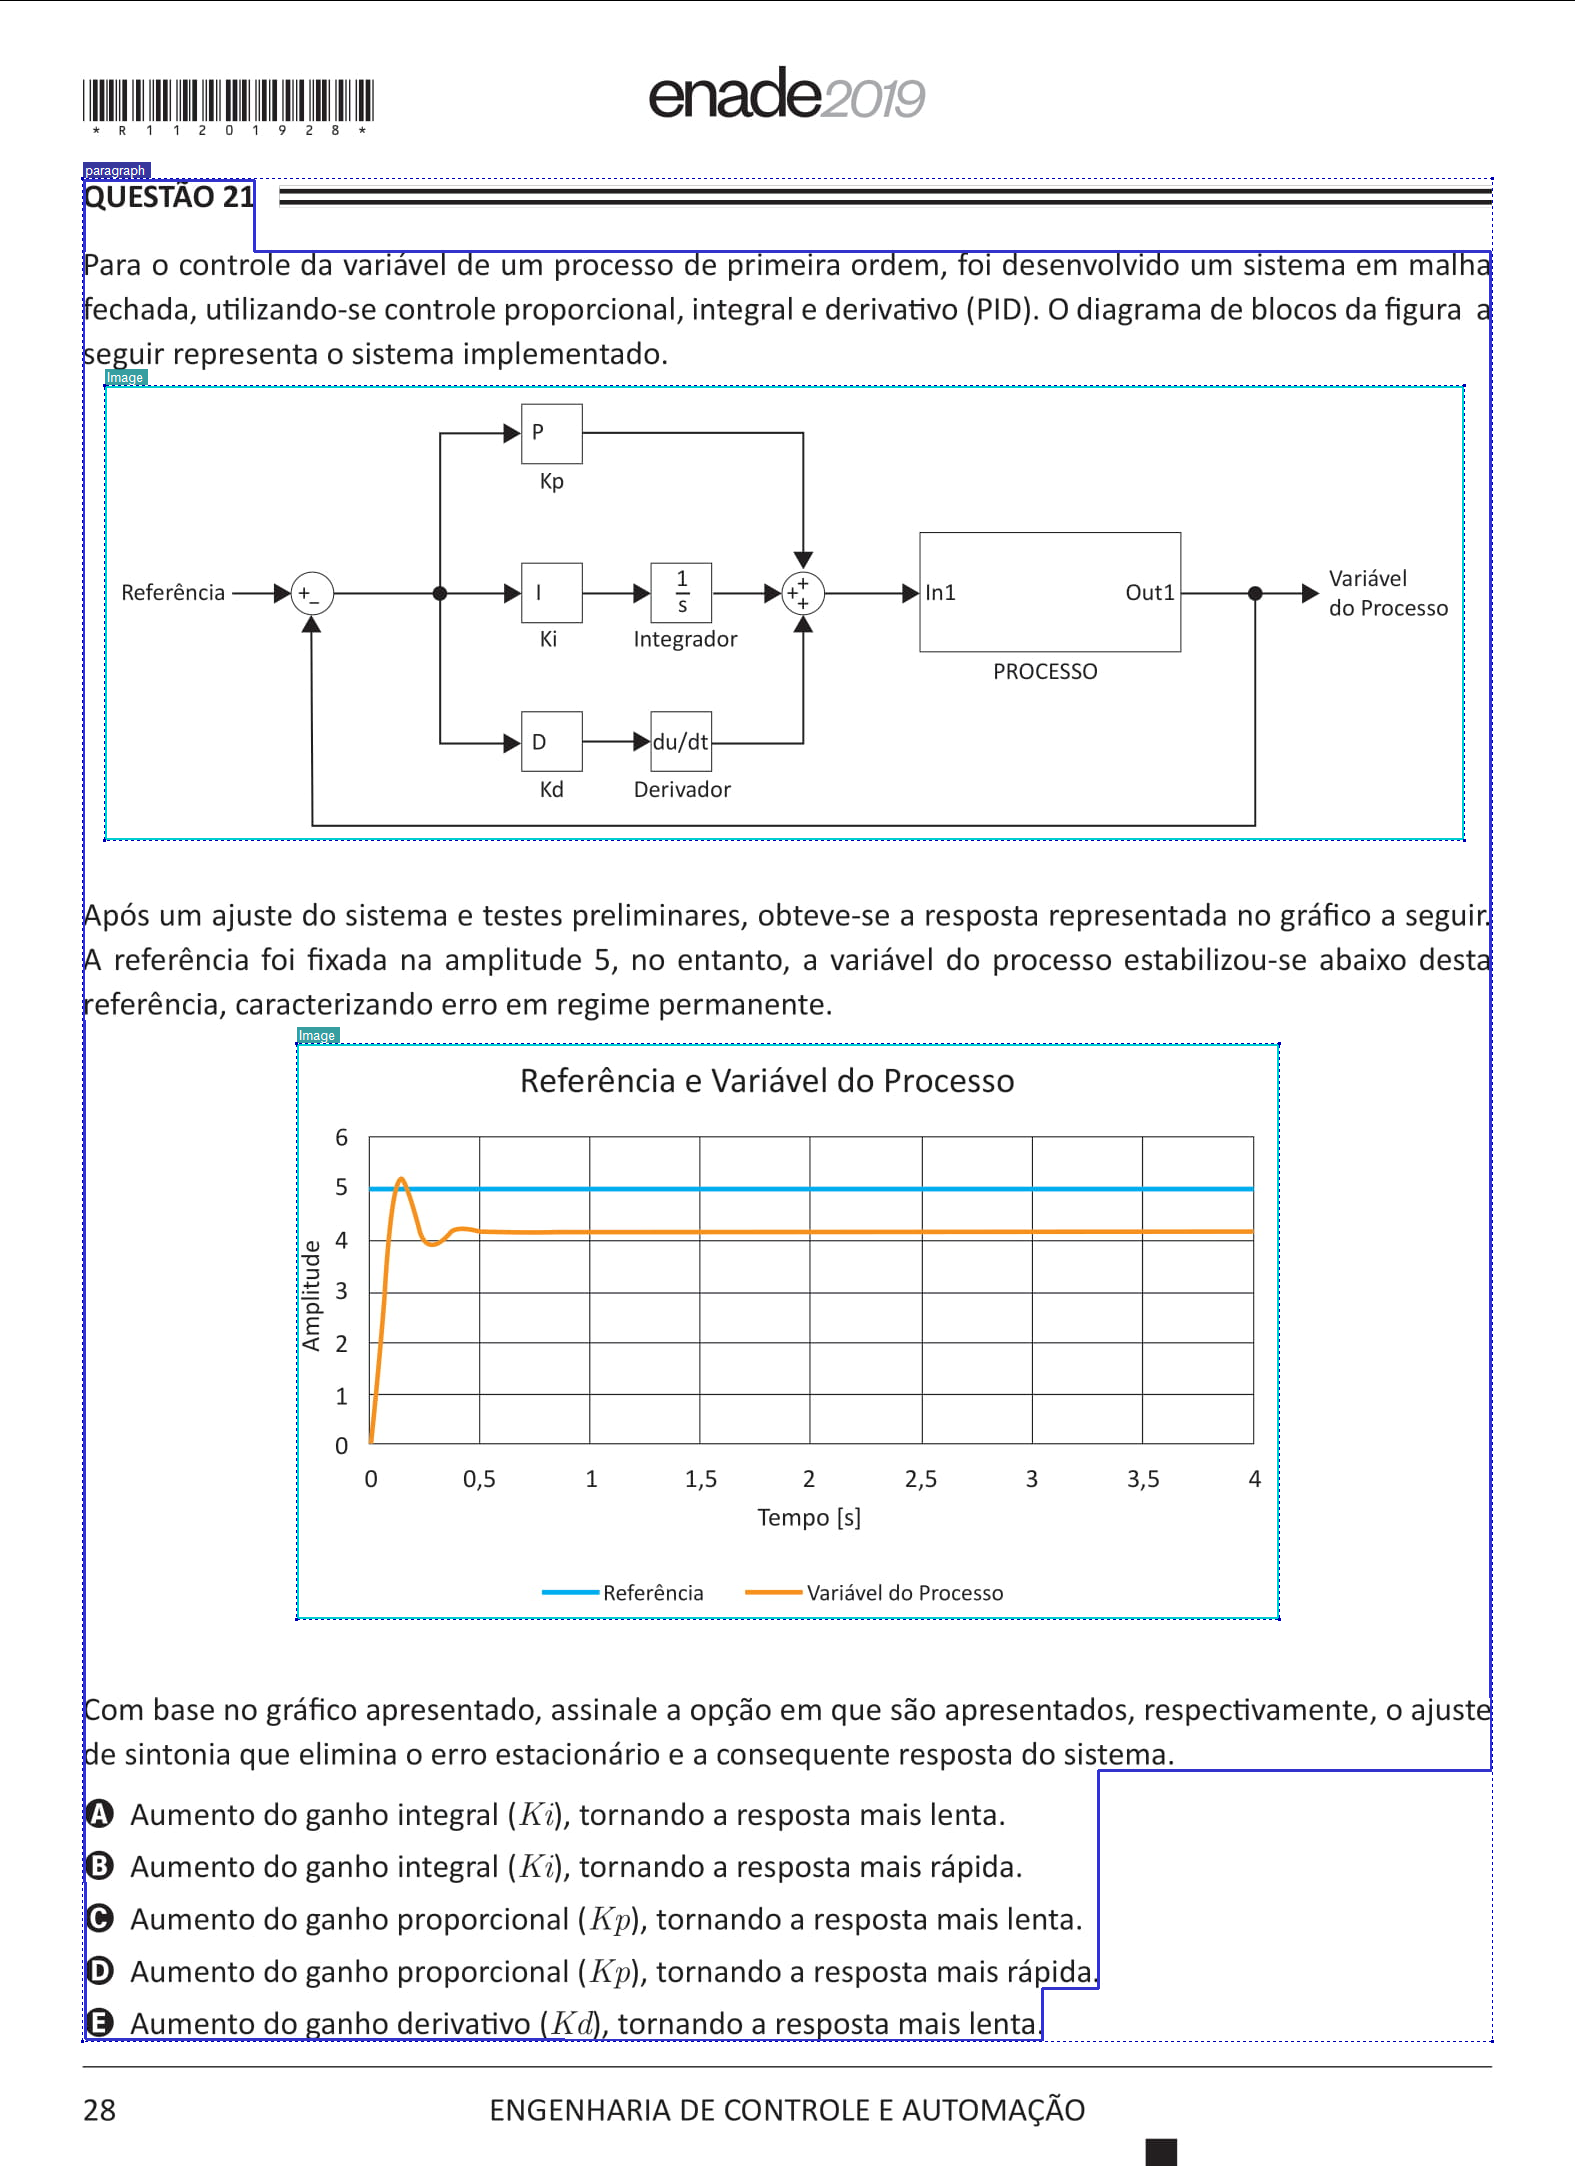 *R11201928*
enade2019
paragraph
QUESTÃO 21
Para o controle da variável de um processo de primeira ordem, foi desenvolvido um sistema em malha
fechada, utilizando-se controle proporcional, integral e derivativo (PID). O diagrama de blocos da figura a
seguir representa o sistema implementado.
Image
P
Kp
Referência
+
−
I
Ki
1
s
Integrador
+
+
+
In1
Out1
PROCESSO
Variável
do Processo
D
Kd
du/dt
Derivador
Após um ajuste do sistema e testes preliminares, obteve-se a resposta representada no gráfico a seguir.
A referência foi fixada na amplitude 5, no entanto, a variável do processo estabilizou-se abaixo desta
referência, caracterizando erro em regime permanente.
Image
Referência e Variável do Processo
Amplitude
6
5
4
3
2
1
0
0 0,5 1 1,5 2 2,5 3 3,5 4
Tempo [s]
Referência Variável do Processo
Com base no gráfico apresentado, assinale a opção em que são apresentados, respectivamente, o ajuste
de sintonia que elimina o erro estacionário e a consequente resposta do sistema.
A Aumento do ganho integral (Ki), tornando a resposta mais lenta.
B Aumento do ganho integral (Ki), tornando a resposta mais rápida.
C Aumento do ganho proporcional (Kp), tornando a resposta mais lenta.
D Aumento do ganho proporcional (Kp), tornando a resposta mais rápida.
E Aumento do ganho derivativo (Kd), tornando a resposta mais lenta.
28
ENGENHARIA DE CONTROLE E AUTOMAÇÃO